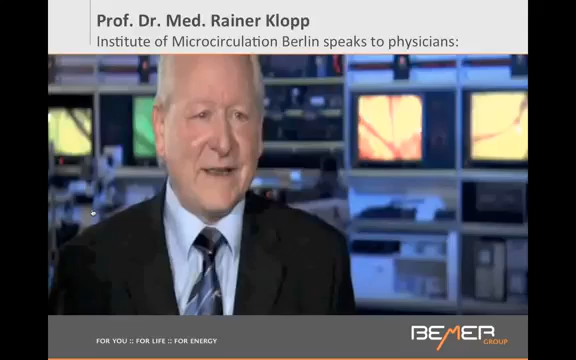 Prof. Dr. Med. Rainer Klopp
Institute of Microcirculation Berlin speaks to physicians:
FOR YOU :: FOR LIFE :: FOR ENERGY
BEMER
GROUP